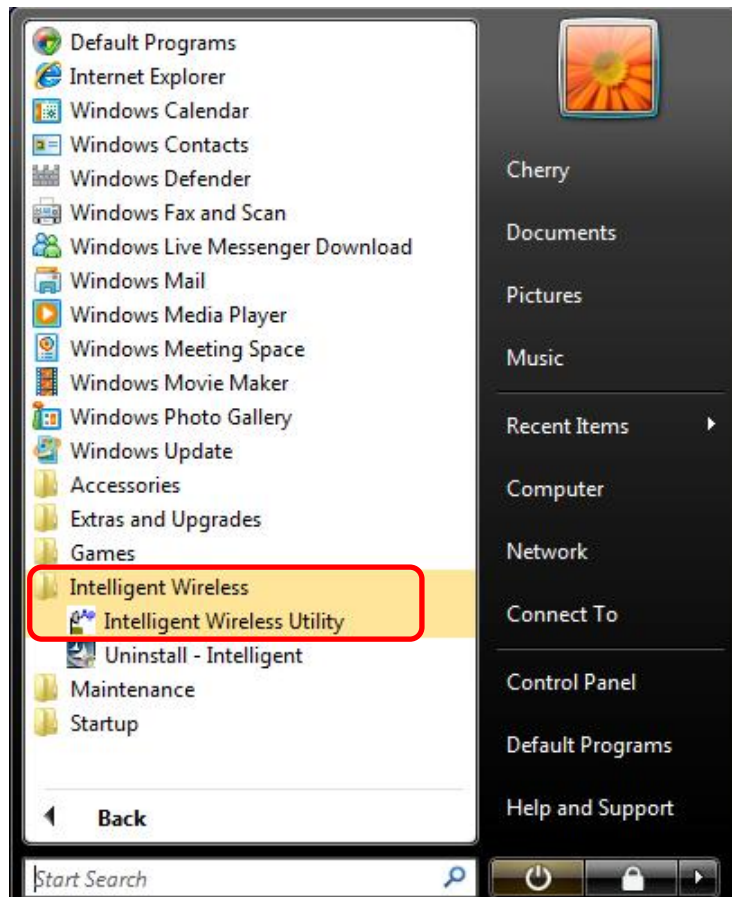 Default Programs
Internet Explorer
Windows Calendar
Windows Contacts
Windows Defender
Windows Fax and Scan
Windows Live Messenger Download
Windows Mail
Windows Media Player
Windows Meeting Space
Windows Movie Maker
Windows Photo Gallery
Windows Update
Accessories
Extras and Upgrades
Games
Intelligent Wireless
Intelligent Wireless Utility
Uninstall - Intelligent
Maintenance
Startup
Back
Start Search
Cherry
Documents
Pictures
Music
Recent Items
Computer
Network
Connect To
Control Panel
Default Programs
Help and Support